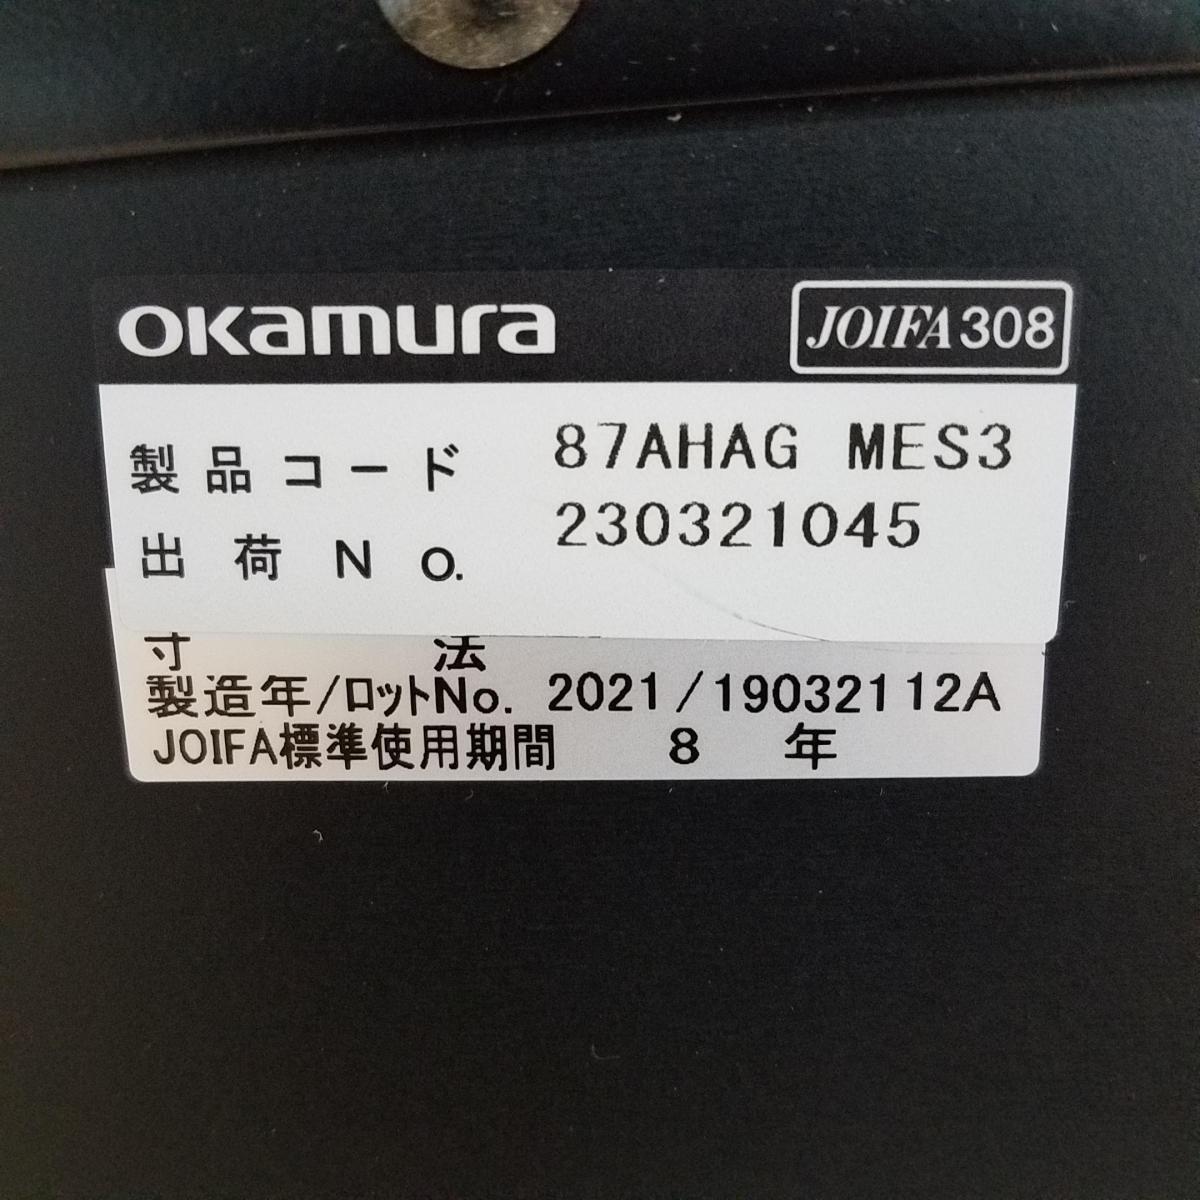 okamura
JOIFA308
製品コード 87AHAG MES3
出荷No. 230321045
寸法
製造年/ロットNo. 2021/1903211​2A
JOIFA標準使用期間 8 年